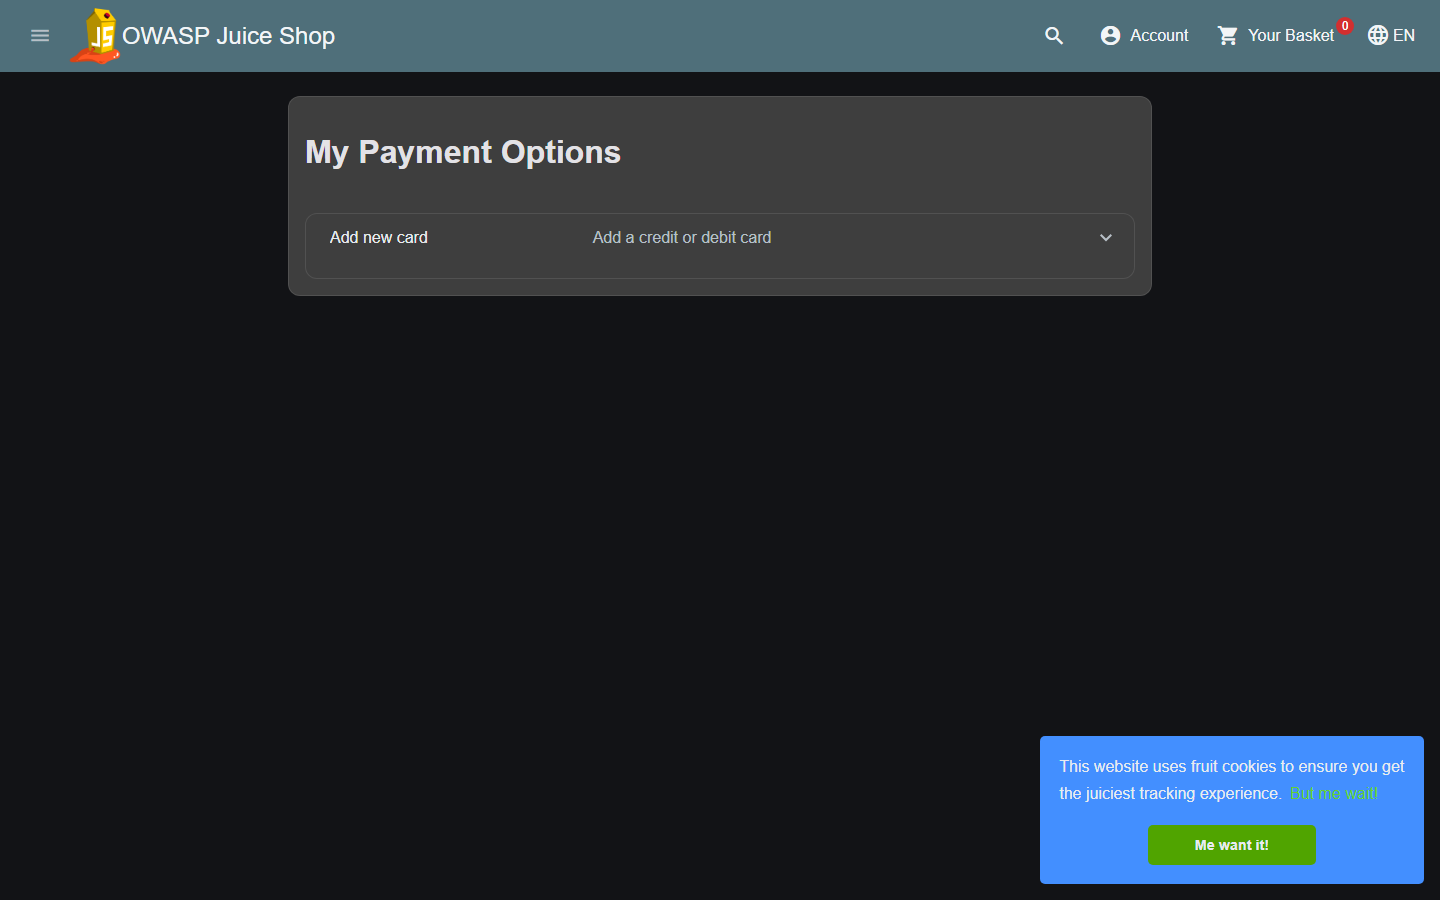 OWASP Juice Shop
Account
Your Basket
0
EN
My Payment Options
Add new card
Add a credit or debit card
This website uses fruit cookies to ensure you get
the juiciest tracking experience. But me wait!
Me want it!